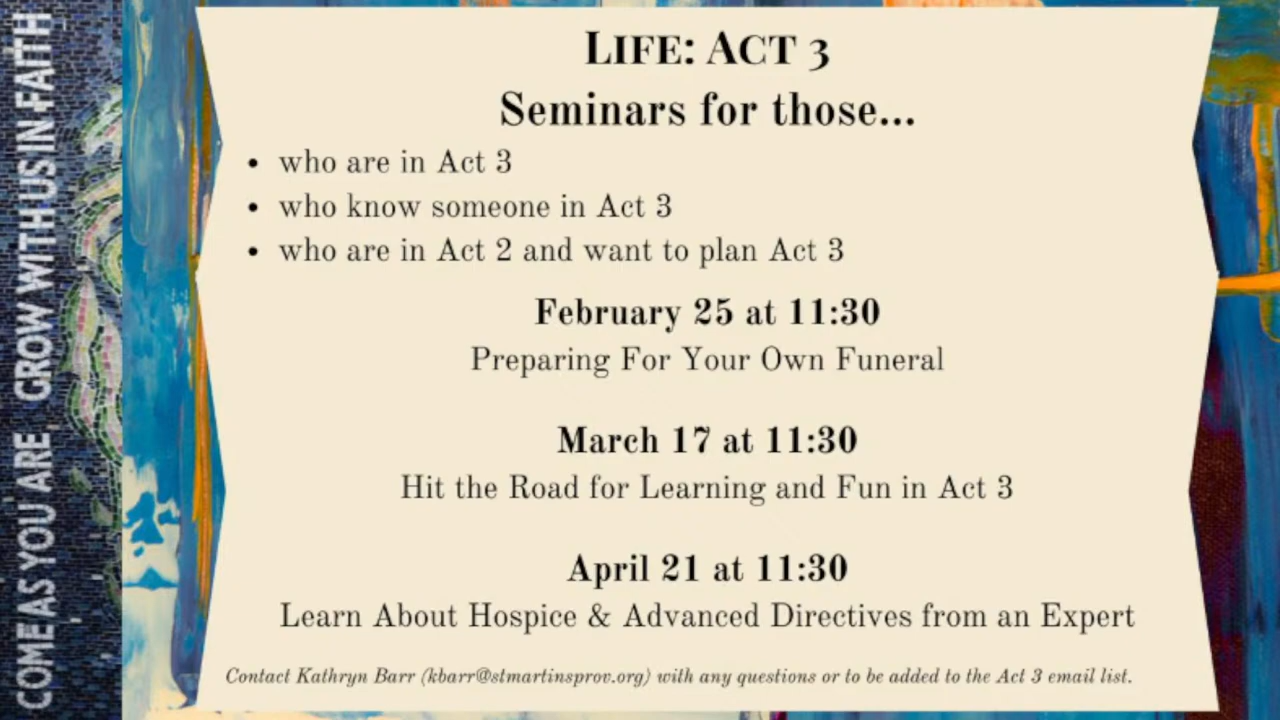 COME AS YOU ARE GROW WITH US IN FAITH
LIFE: ACT 3
Seminars for those...
• who are in Act 3
• who know someone in Act 3
• who are in Act 2 and want to plan Act 3
February 25 at 11:30
Preparing For Your Own Funeral
March 17 at 11:30
Hit the Road for Learning and Fun in Act 3
April 21 at 11:30
Learn About Hospice & Advanced Directives from an Expert
Contact Kathryn Barr (kbarr@stmartinsprov.org) with any questions or to be added to the Act 3 email list.